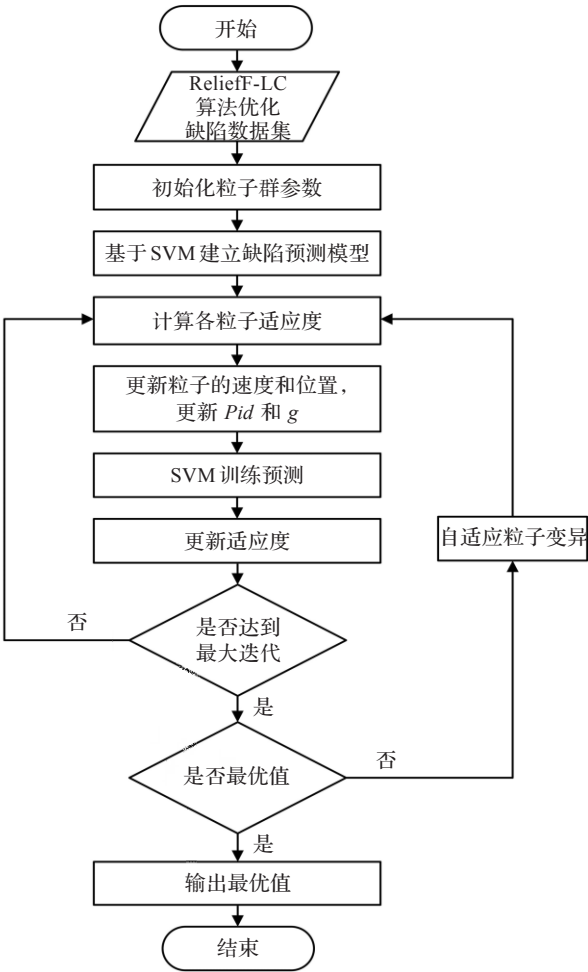 开始
ReliefF-LC
算法优化
缺陷数据集
初始化粒子群参数
基于SVM建立缺陷预测模型
计算各粒子适应度
更新粒子的速度和位置，
更新 Pid 和 g
SVM训练预测
更新适应度
自适应粒子变异
是否达到
最大迭代
否
是
是否最优值
否
是
输出最优值
结束